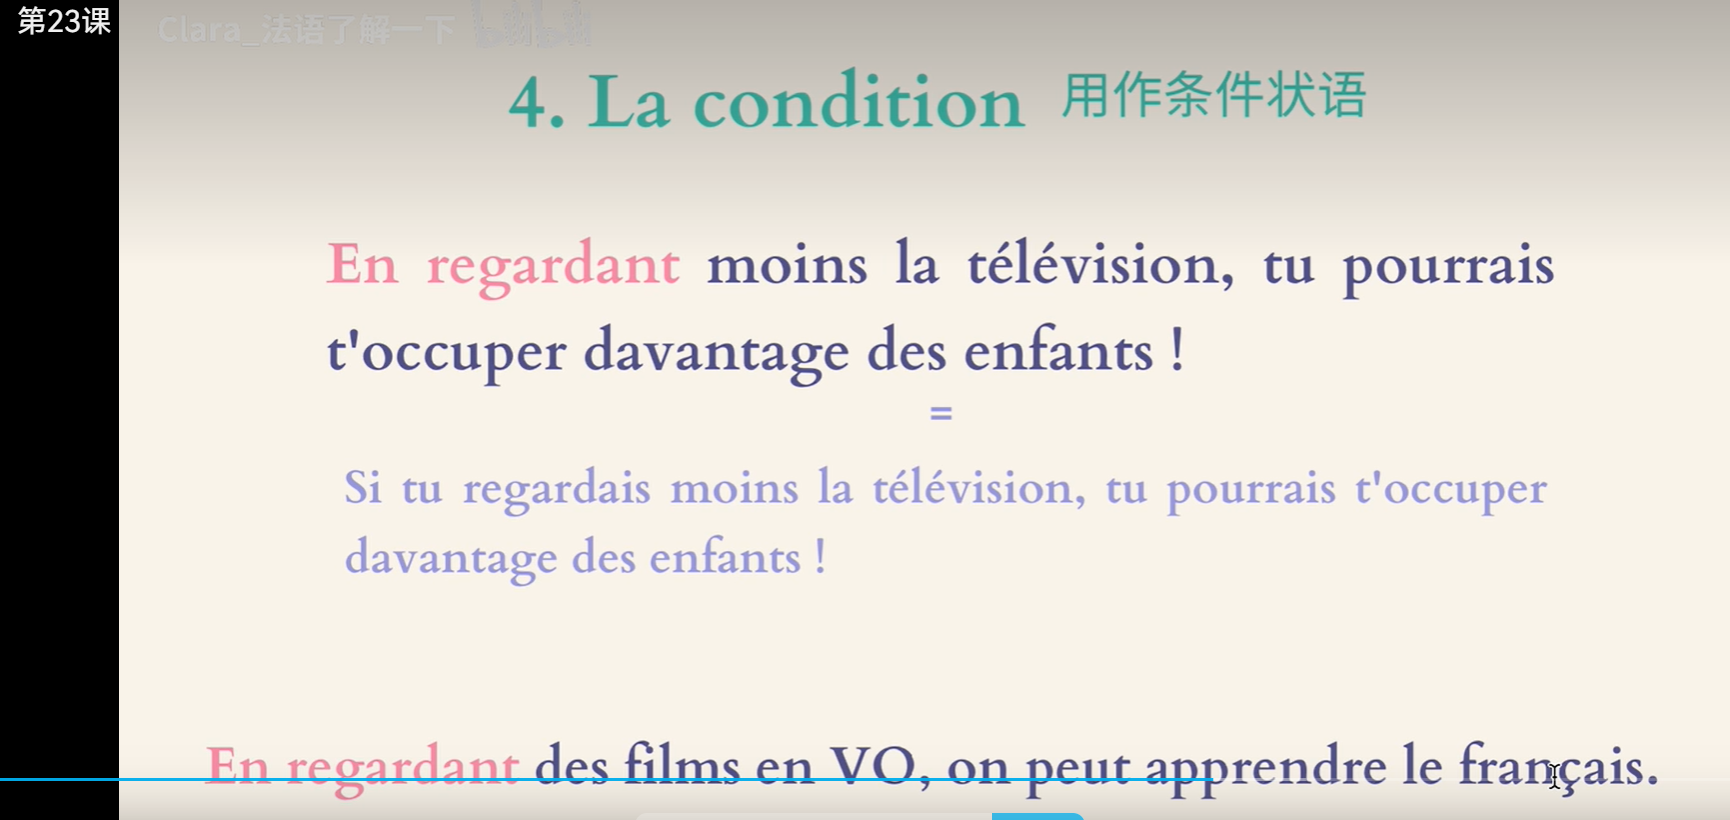 第23课
Clara_法语了解一下 bilibili
4. La condition 用作条件状语
En regardant moins la télévision, tu pourrais
t'occuper davantage des enfants !
=
Si tu regardais moins la télévision, tu pourrais t'occuper
davantage des enfants !
En regardant des films en VO, on peut apprendre le français.